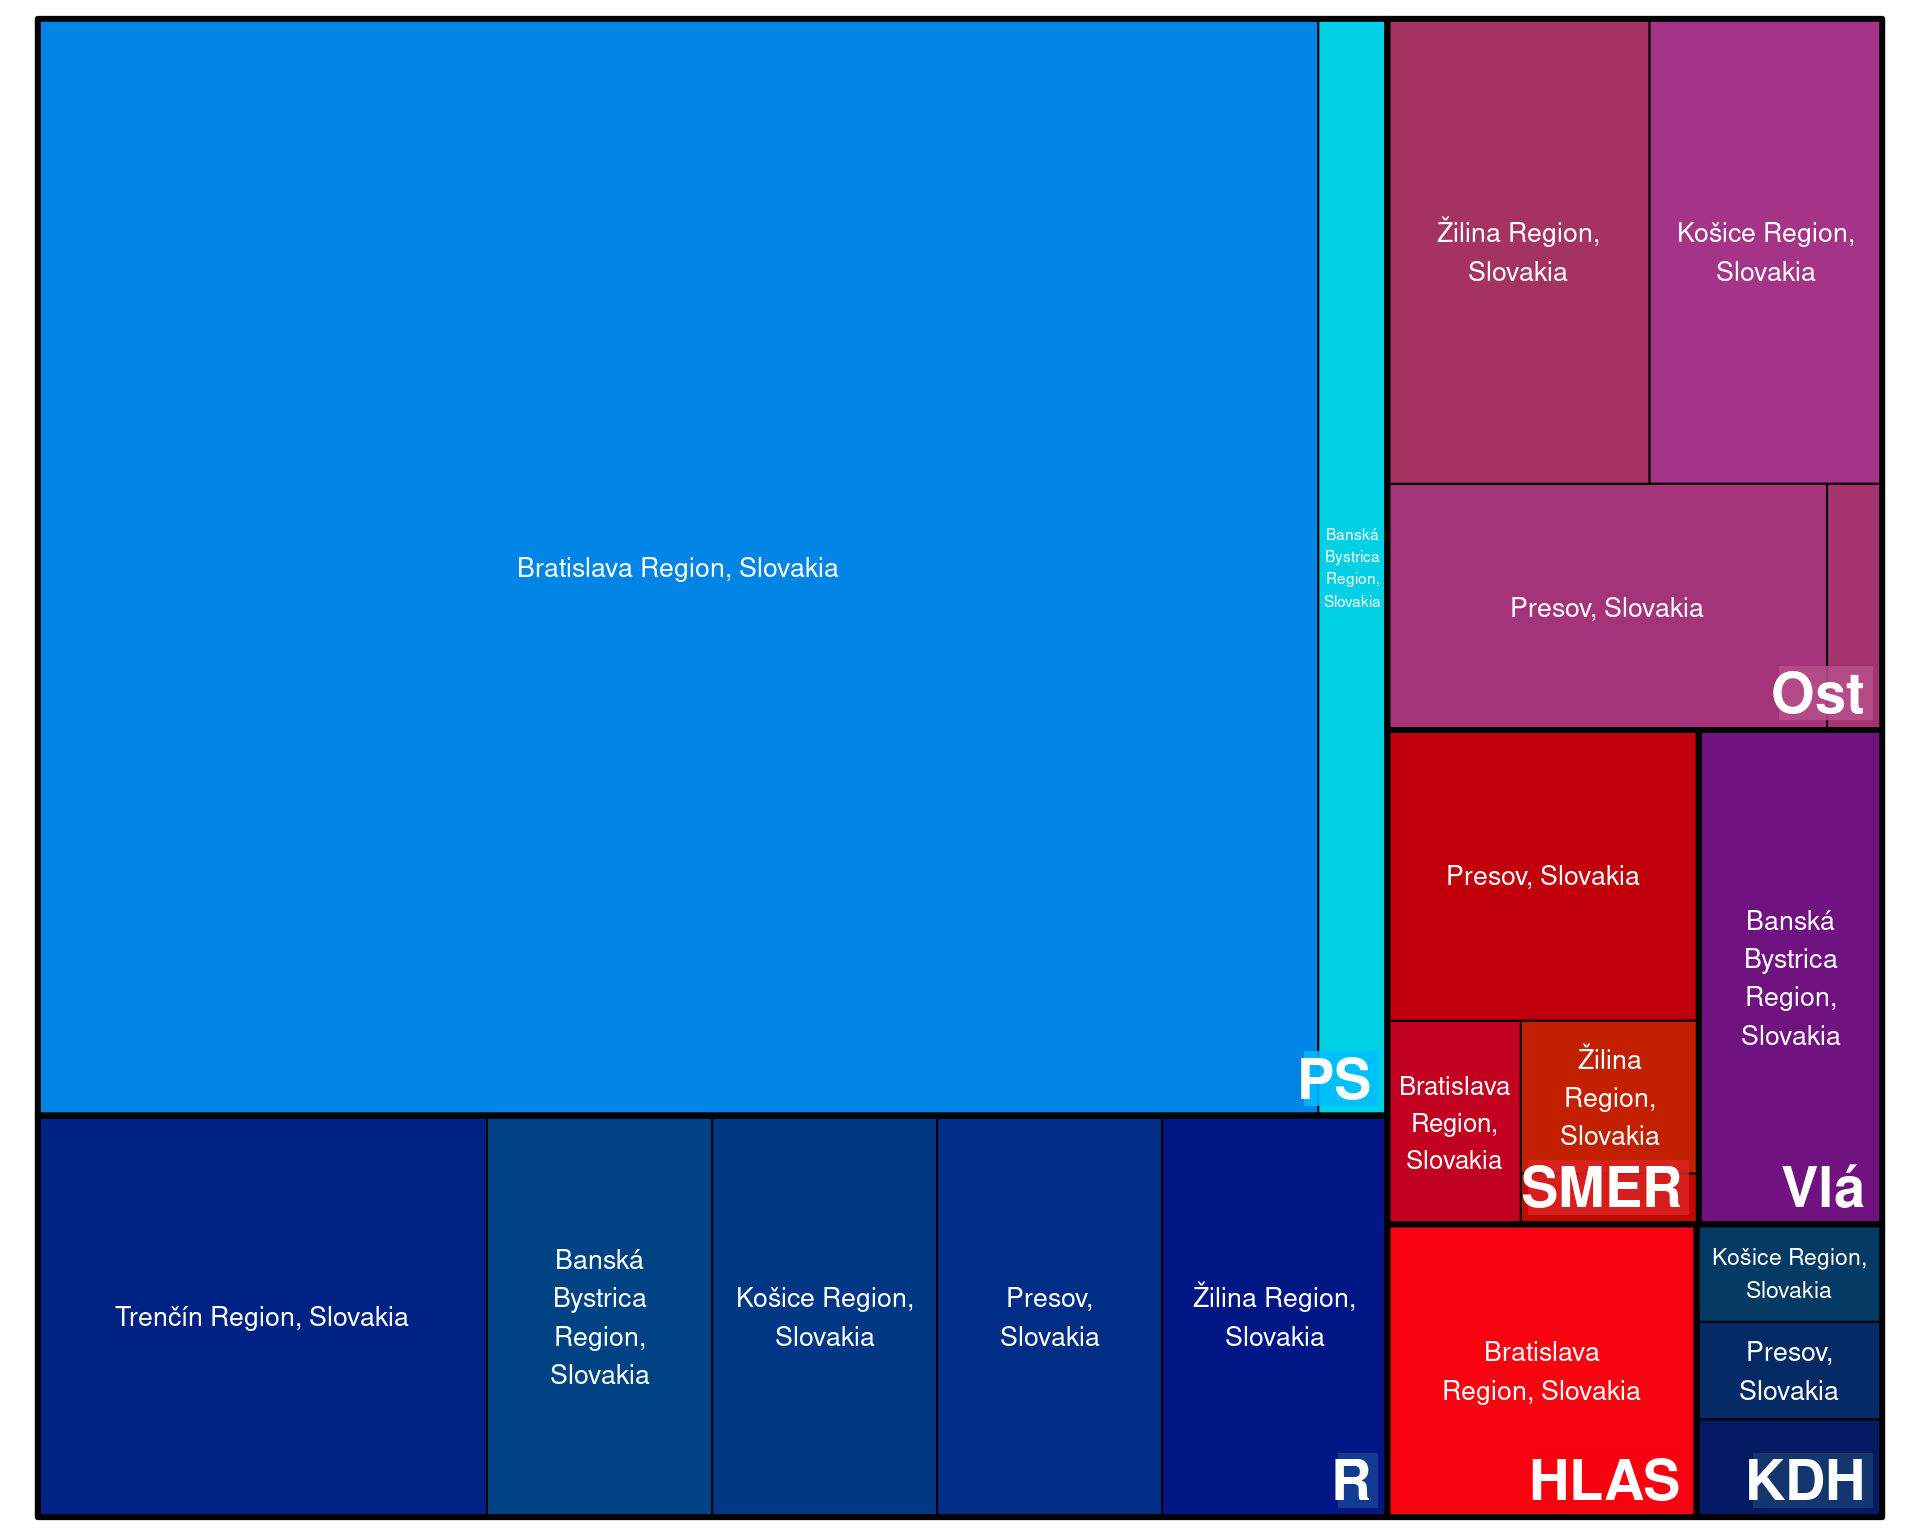 Bratislava Region, Slovakia
Banská
Bystrica
Region,
Slovakia
PS
Žilina Region,
Slovakia
Košice Region,
Slovakia
Presov, Slovakia
Ost
Presov, Slovakia
Bratislava
Region,
Slovakia
Žilina
Region,
Slovakia
SMER
Banská
Bystrica
Region,
Slovakia
Vlá
Trenčín Region, Slovakia
Banská
Bystrica
Region,
Slovakia
Košice Region,
Slovakia
Presov,
Slovakia
Žilina Region,
Slovakia
R
Bratislava
Region, Slovakia
HLAS
Košice Region,
Slovakia
Presov,
Slovakia
KDH